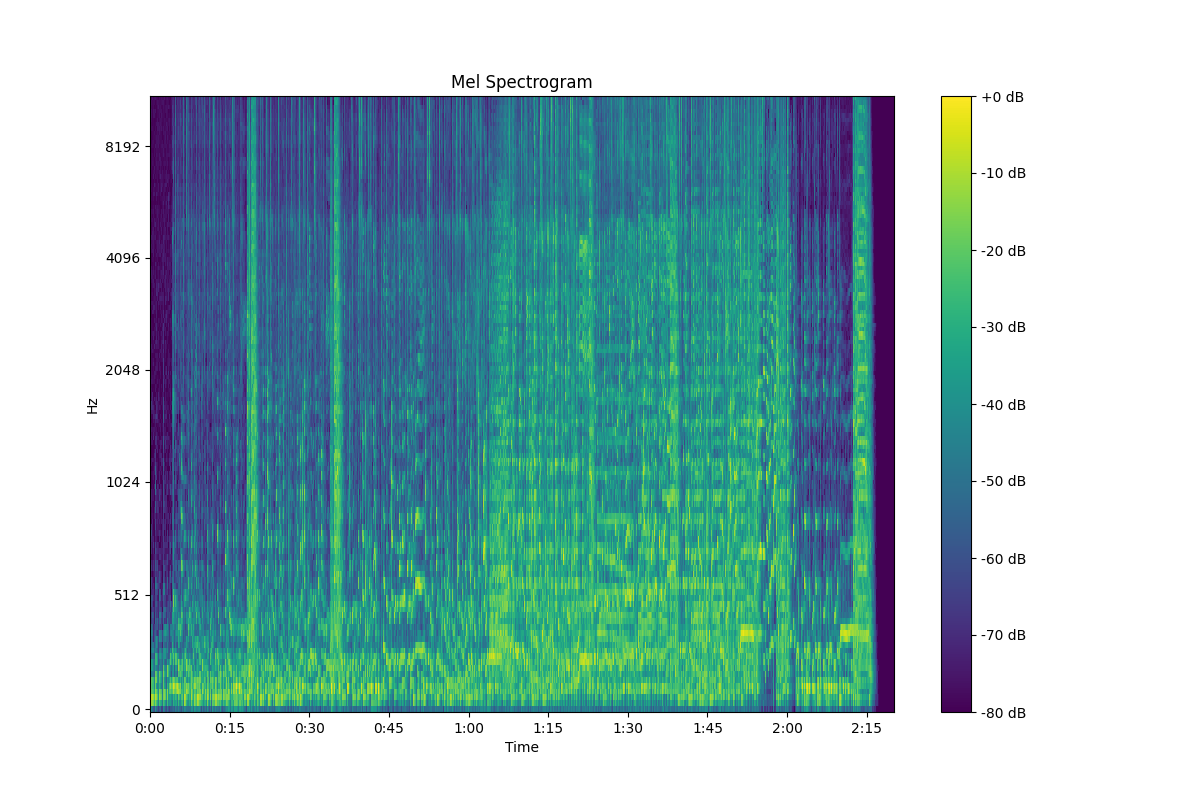 Mel Spectrogram
+0 dB
8192
-10 dB
-20 dB
4096
-30 dB
2048
-40 dB
Hz
1024
-50 dB
-60 dB
512
-70 dB
0
-80 dB
0:00 0:15 0:30 0:45 1:00 1:15 1:30 1:45 2:00 2:15
Time